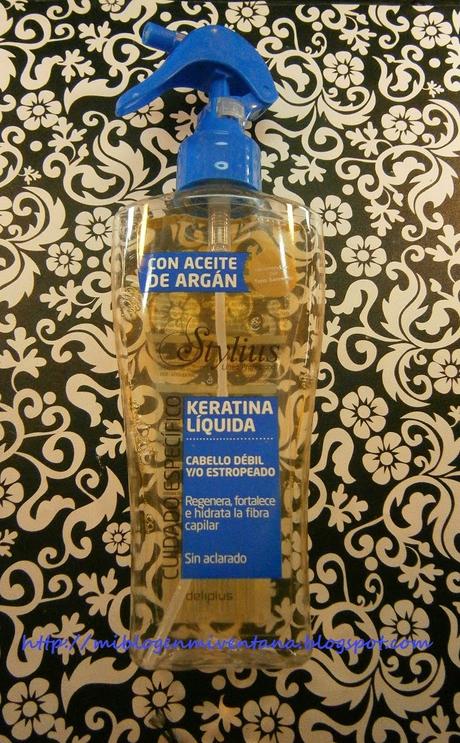 CON ACEITE
DE ARGÁN
Stylius
CUIDADO ESPECÍFICO
KERATINA
LÍQUIDA
CABELLO DÉBIL
Y/O ESTROPEADO
Regenera, fortalece
e hidrata la fibra
capilar
Sin aclarado
deliplus
http://miblogenmiventana.blogspot.com/